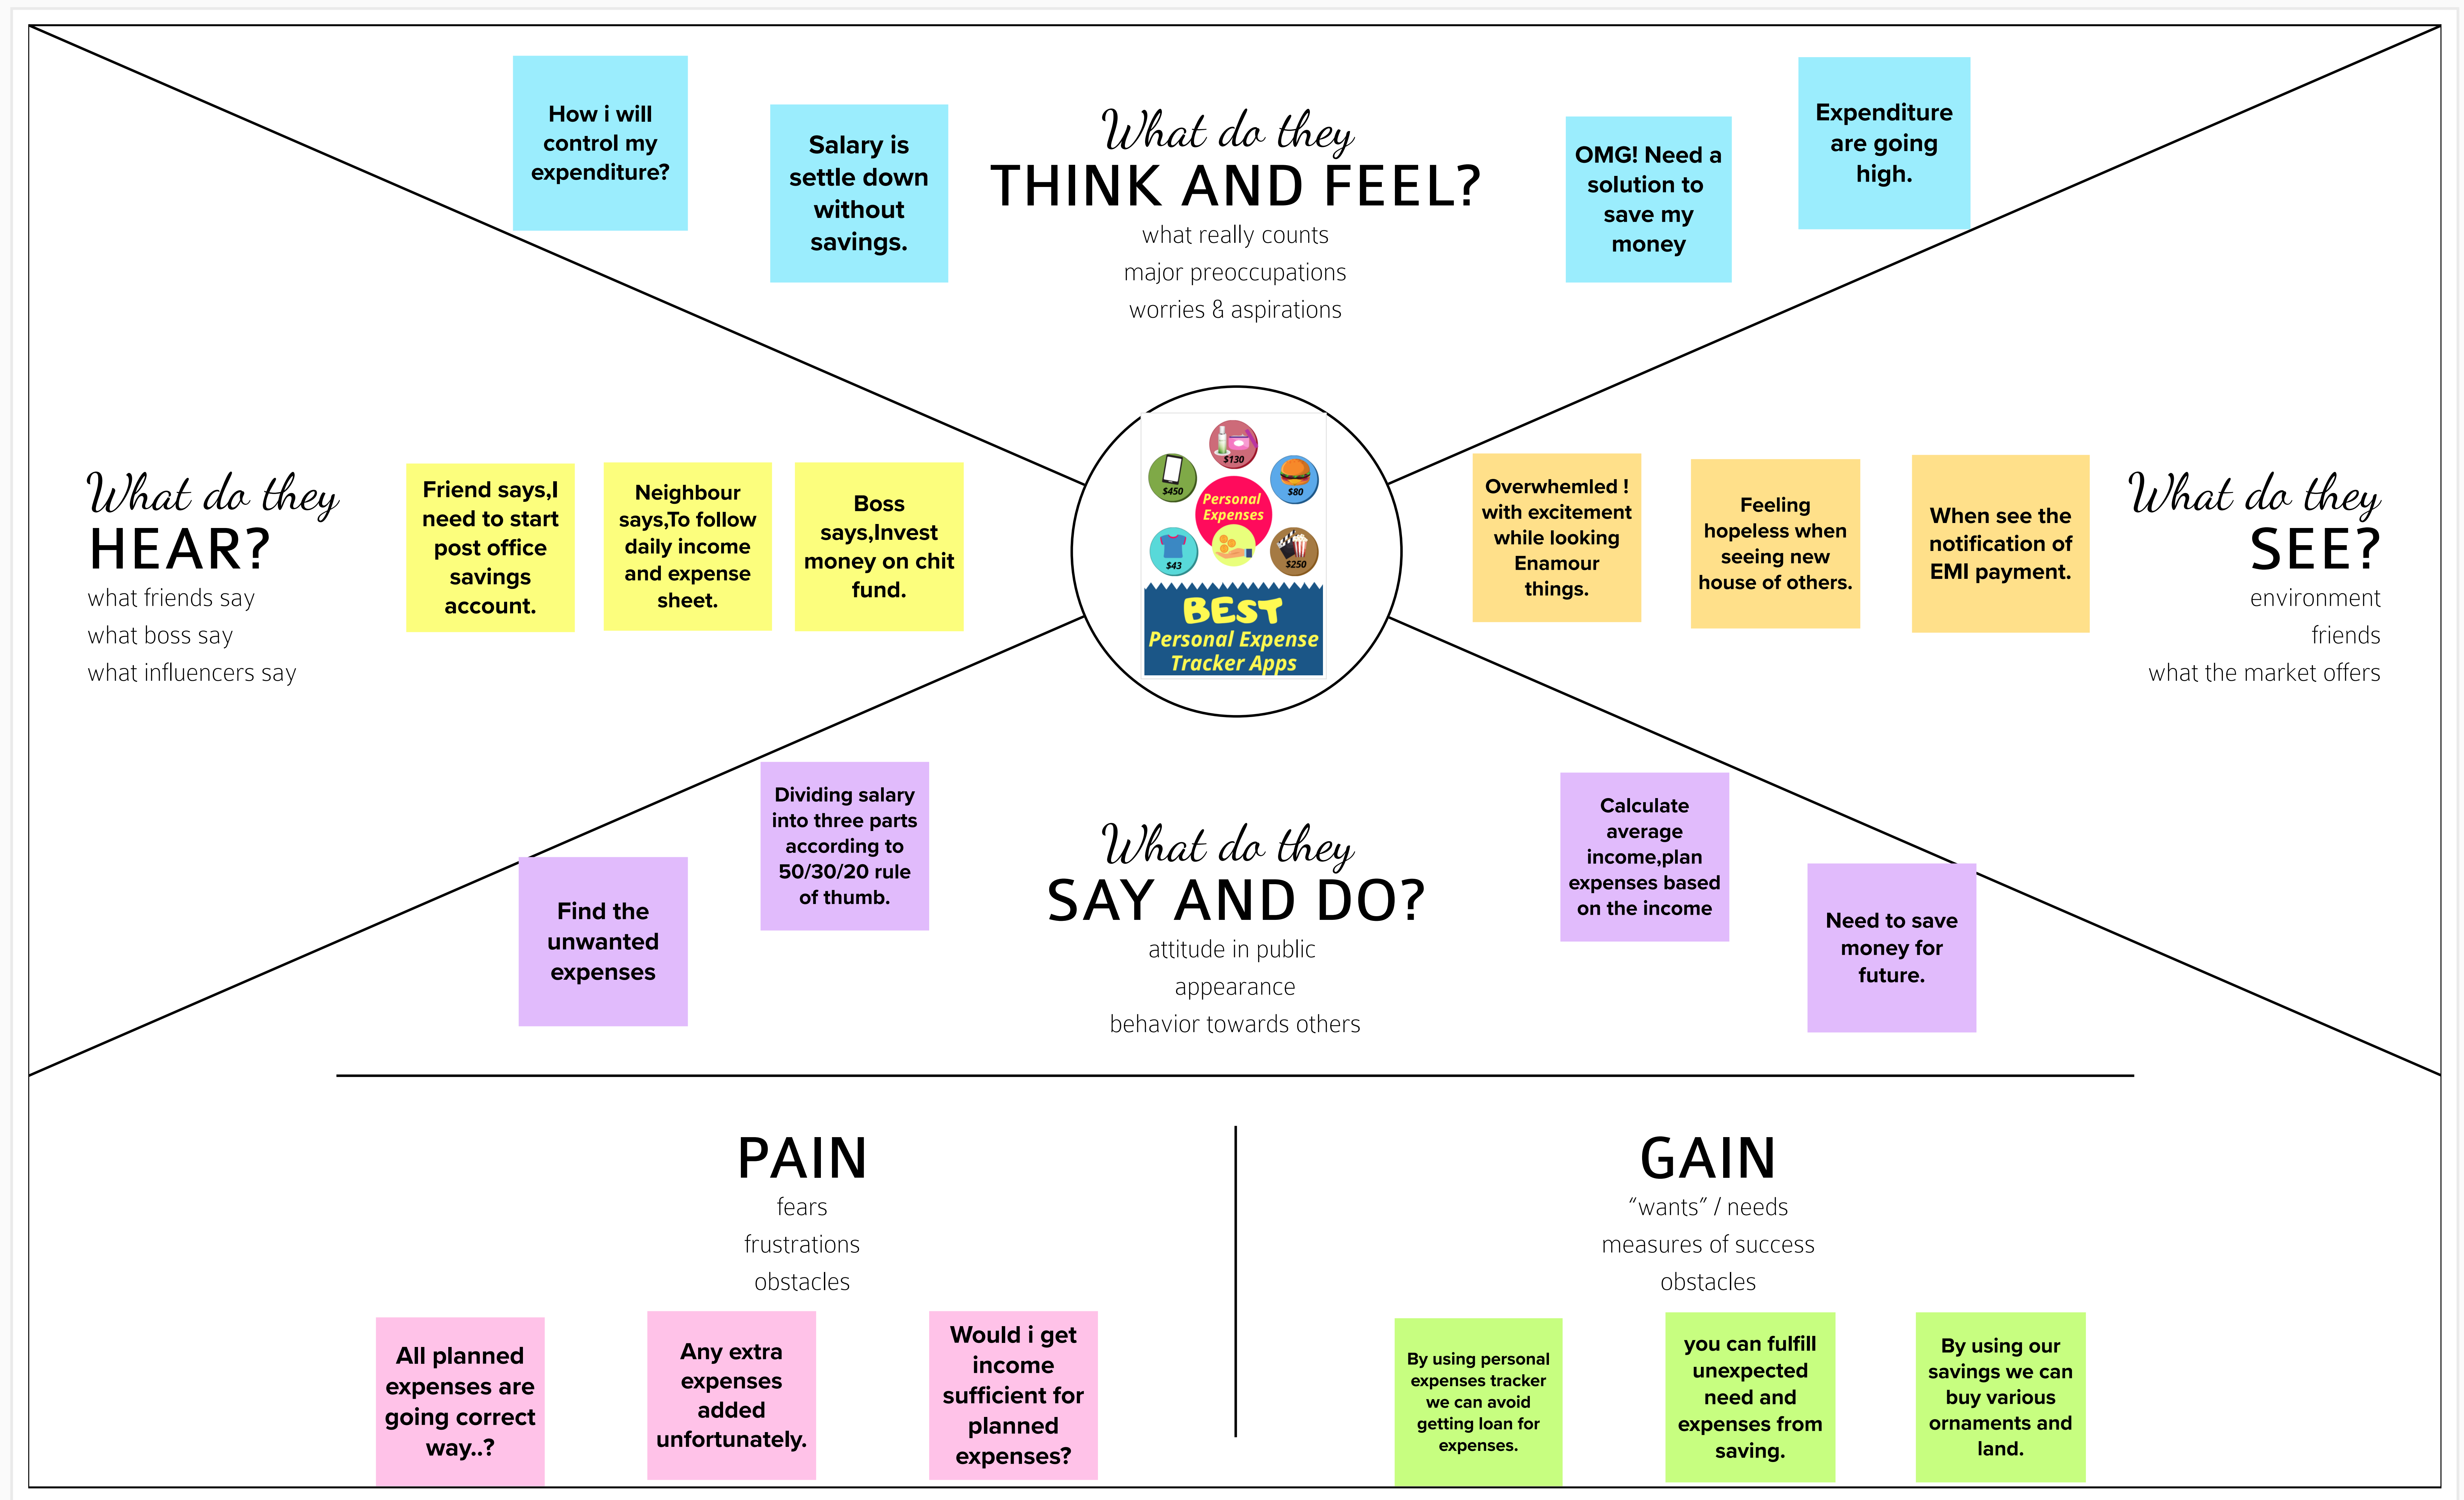 How i will
control my
expenditure?
Salary is
settle down
without
savings.
What do they
THINK AND FEEL?
what really counts
major preoccupations
worries & aspirations
OMG! Need a
solution to
save my
money
Expenditure
are going
high.
What do they
HEAR?
what friends say
what boss say
what influencers say
Friend says,I
need to start
post office
savings
account.
Neighbour
says,To follow
daily income
and expense
sheet.
Boss
says,Invest
money on chit
fund.
$130
$450
$80
Personal
Expenses
$43
$250
BEST
Personal Expense
Tracker Apps
Overwhemled !
with excitement
while looking
Enamour
things.
Feeling
hopeless when
seeing new
house of others.
When see the
notification of
EMI payment.
What do they
SEE?
environment
friends
what the market offers
Find the
unwanted
expenses
Dividing salary
into three parts
according to
50/30/20 rule
of thumb.
What do they
SAY AND DO?
attitude in public
appearance
behavior towards others
Calculate
average
income,plan
expenses based
on the income
Need to save
money for
future.
PAIN
fears
frustrations
obstacles
All planned
expenses are
going correct
way..?
Any extra
expenses
added
unfortunately.
Would i get
income
sufficient for
planned
expenses?
GAIN
“wants” / needs
measures of success
obstacles
By using personal
expenses tracker
we can avoid
getting loan for
expenses.
you can fulfill
unexpected
need and
expenses from
saving.
By using our
savings we can
buy various
ornaments and
land.